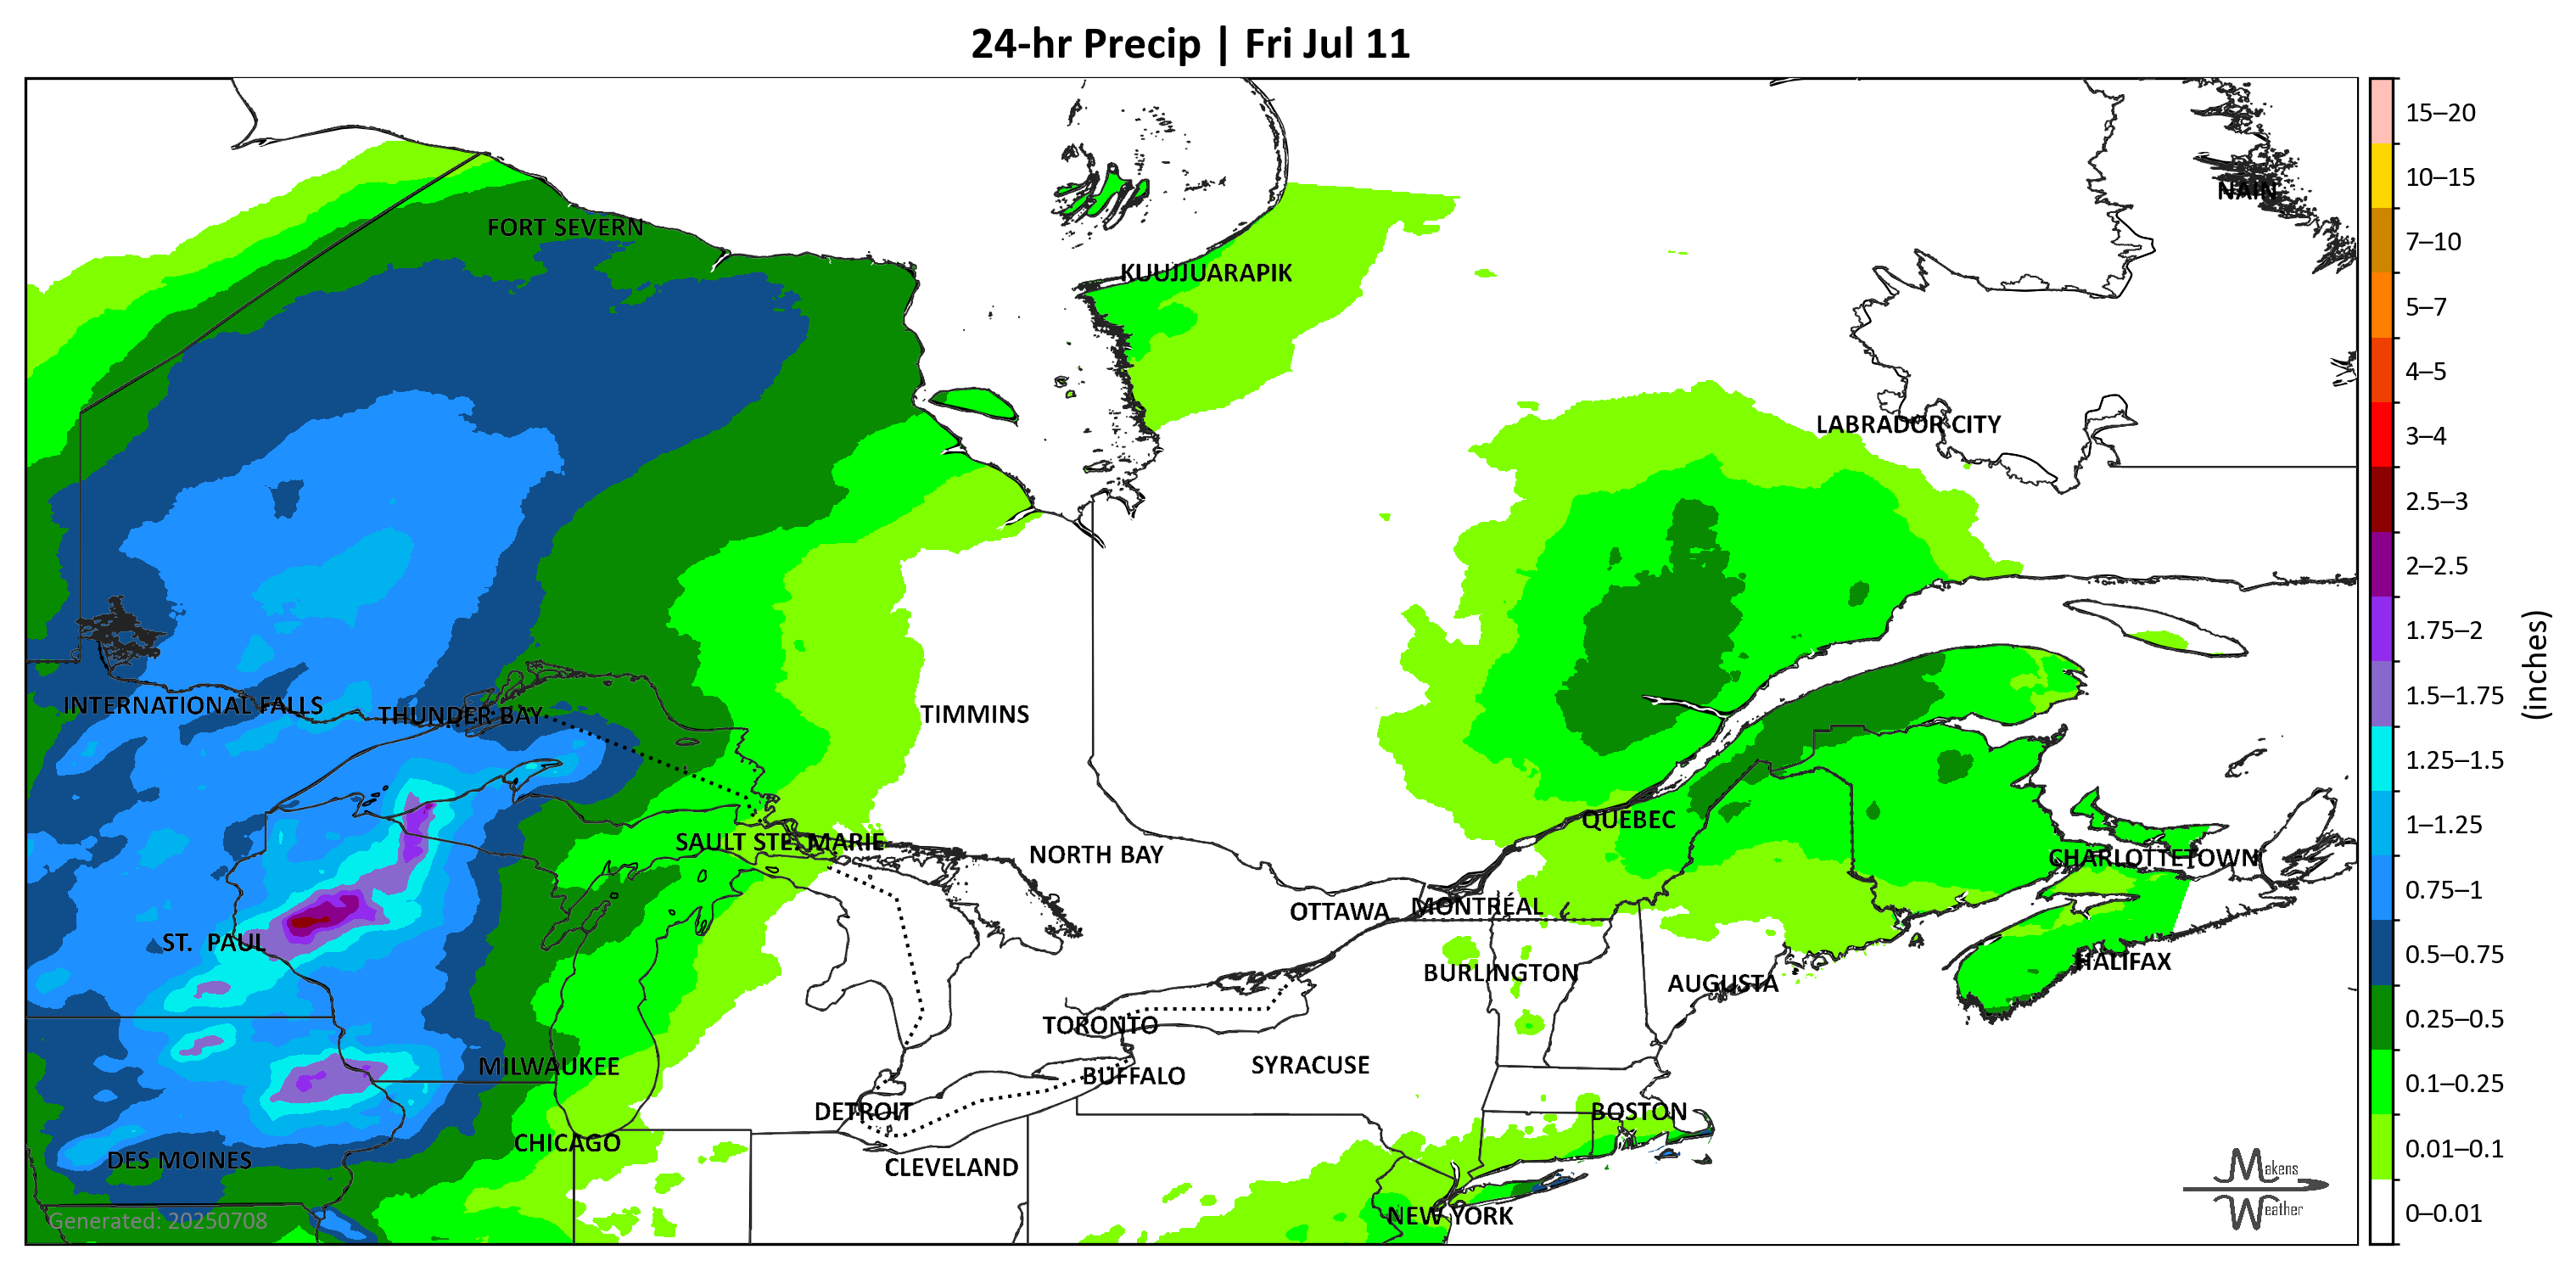 24-hr Precip | Fri Jul 11
15–20
10–15
NAIN
FORT SEVERN
7–10
KUUJJUARAPIK
5–7
4–5
LABRADOR CITY
3–4
2.5–3
2–2.5
1.75–2
(inches)
1.5–1.75
INTERNATIONAL FALLS
THUNDER BAY
TIMMINS
1.25–1.5
QUEBEC
1–1.25
SAULT STE. MARIE
NORTH BAY
CHARLOTTETOWN
0.75–1
OTTAWA
MONTRÉAL
ST. PAUL
0.5–0.75
HALIFAX
BURLINGTON
AUGUSTA
0.25–0.5
TORONTO
MILWAUKEE
SYRACUSE
BUFFALO
0.1–0.25
DETROIT
BOSTON
CHICAGO
0.01–0.1
DES MOINES
CLEVELAND
Makens
Weather
0–0.01
NEW YORK
Generated: 20250708